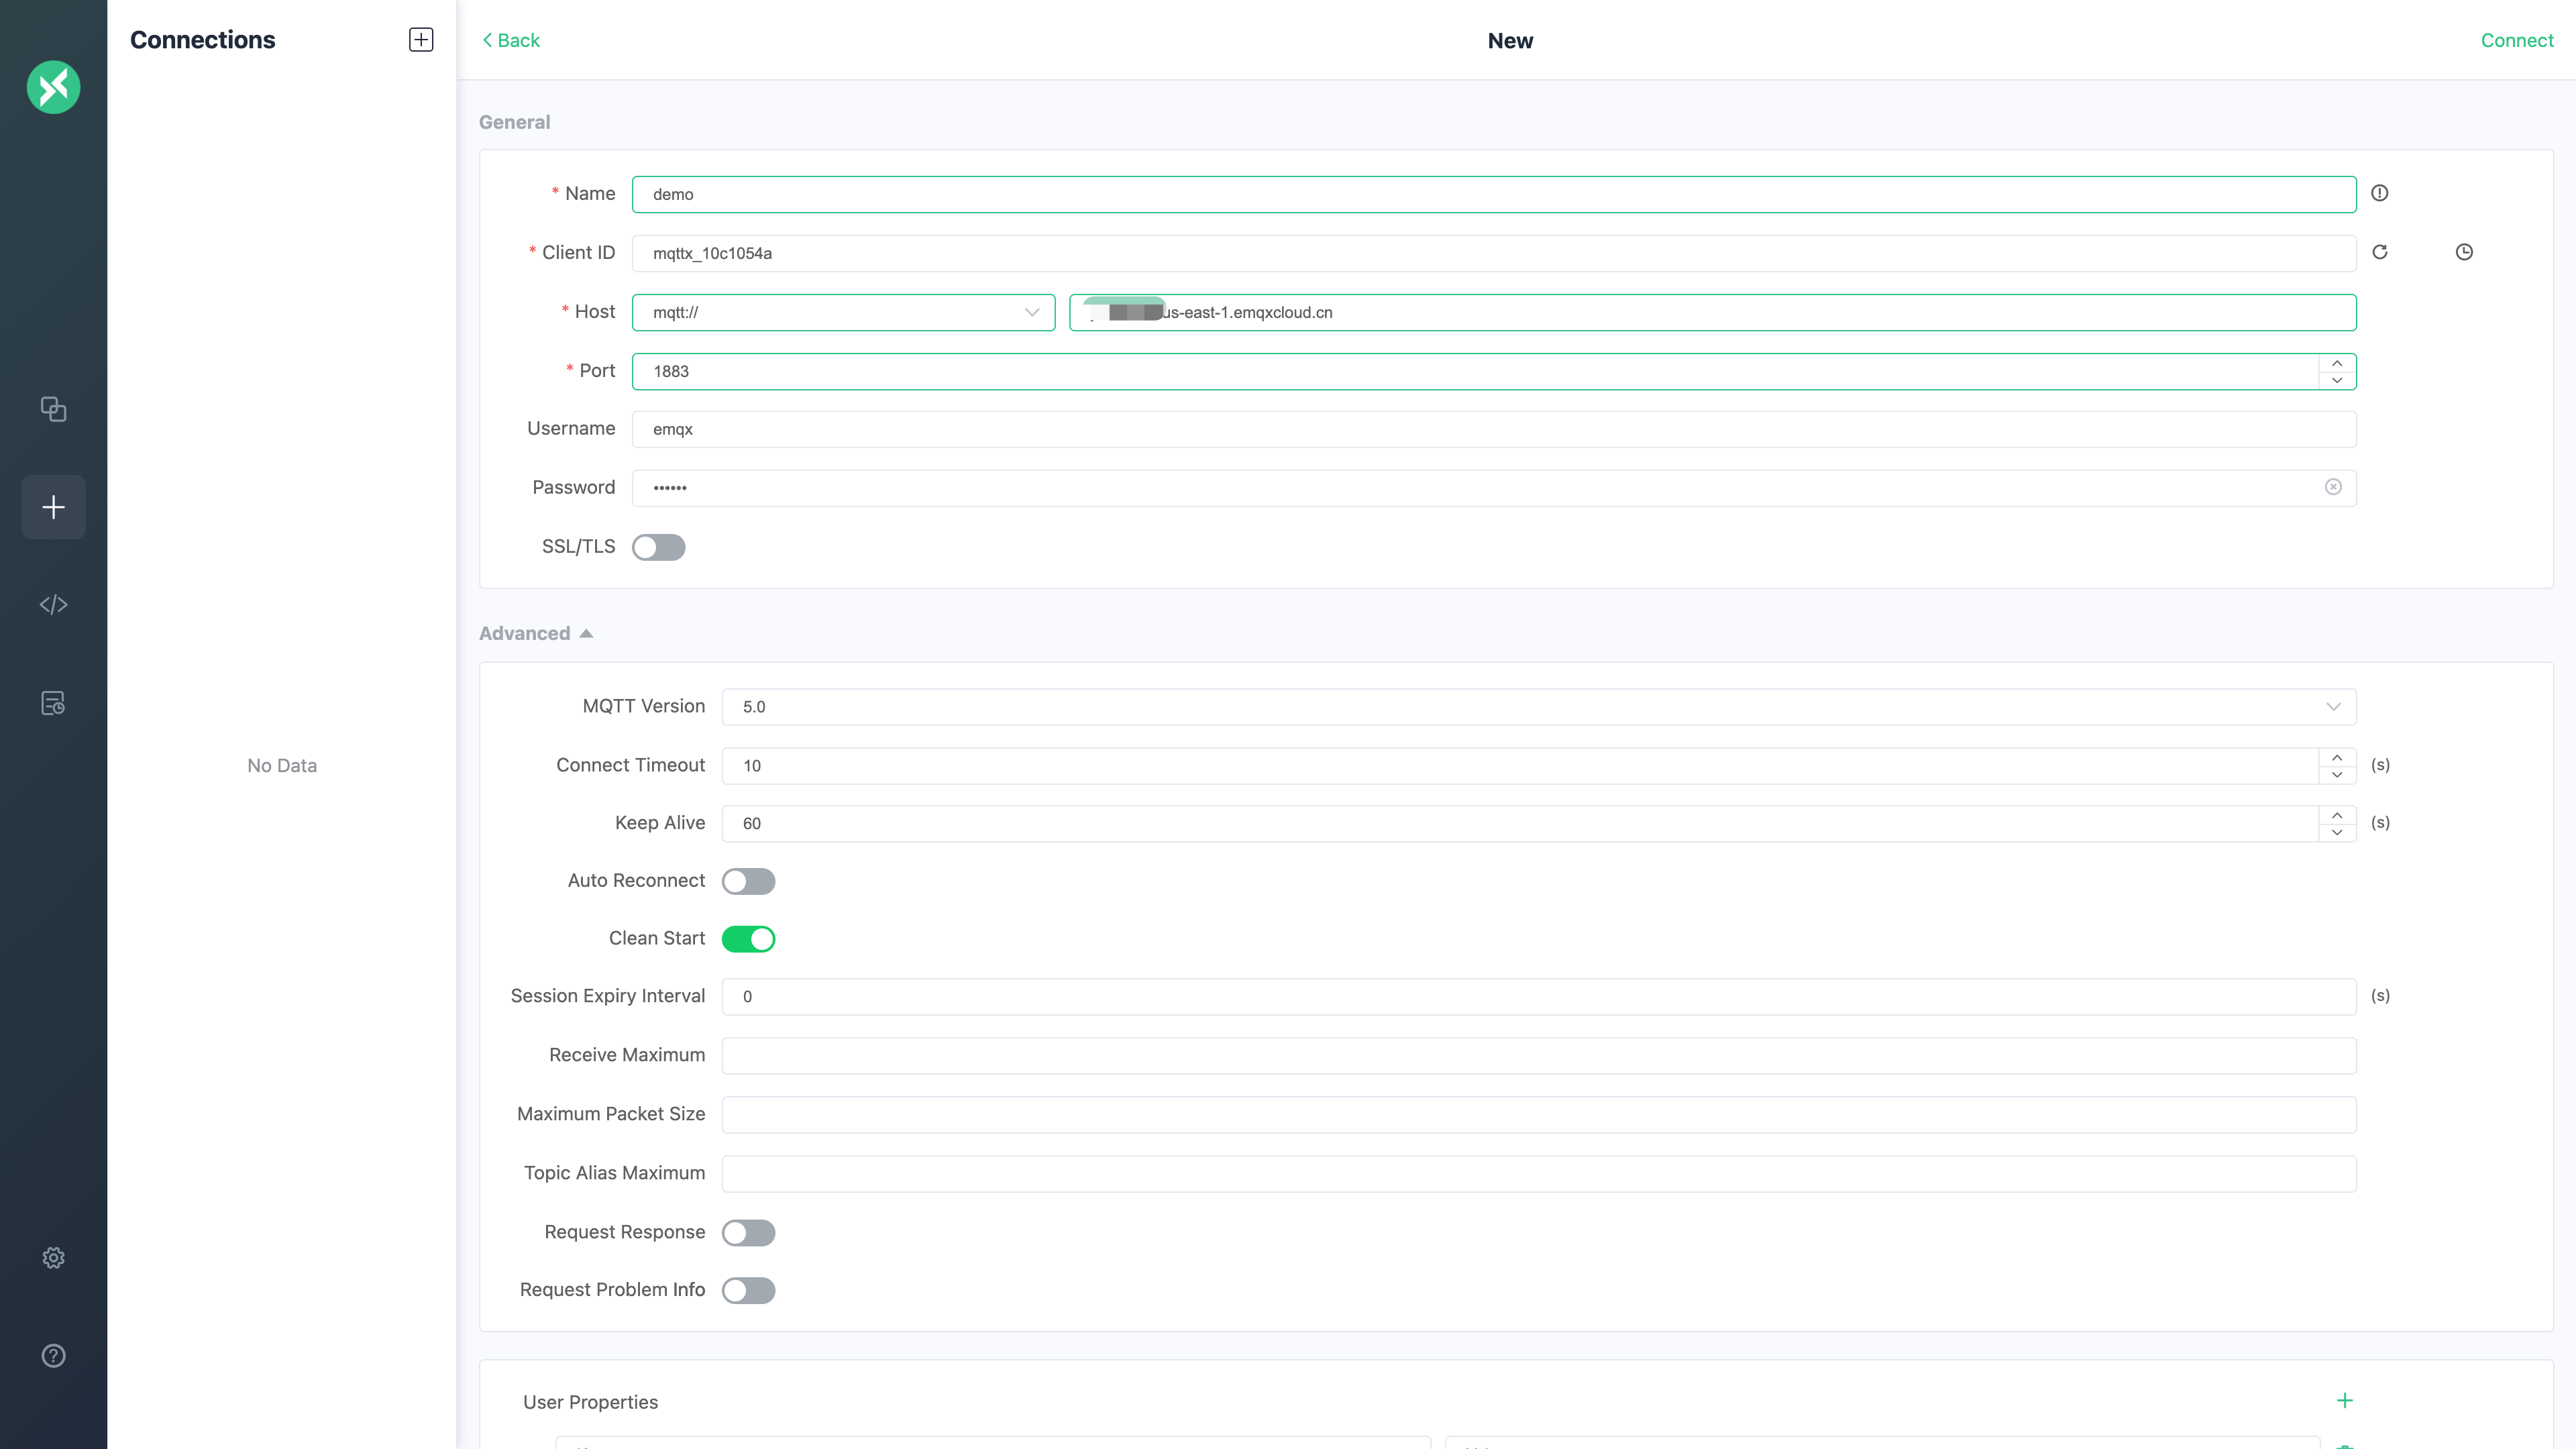 Connections
Back
New
Connect
General
* Name
demo
* Client ID
mqttx_10c1054a
* Host
mqtt://
us-east-1.emqxcloud.cn
* Port
1883
Username
emqx
Password
••••••
SSL/TLS
Advanced
MQTT Version
5.0
Connect Timeout
10
(s)
No Data
Keep Alive
60
(s)
Auto Reconnect
Clean Start
Session Expiry Interval
0
(s)
Receive Maximum
Maximum Packet Size
Topic Alias Maximum
Request Response
Request Problem Info
User Properties